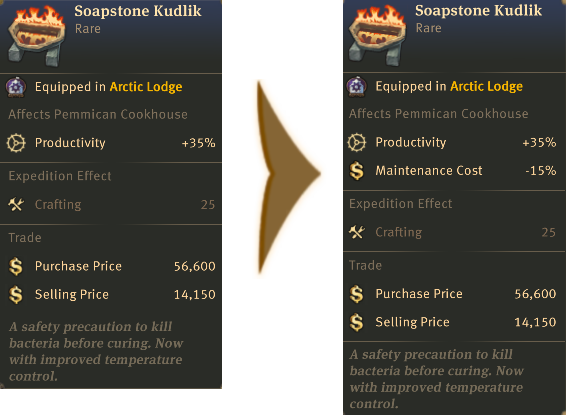 Soapstone Kudlik
Rare
Equipped in Arctic Lodge
Affects Pemmican Cookhouse
Productivity +35%
Expedition Effect
Crafting 25
Trade
Purchase Price 56,600
Selling Price 14,150
A safety precaution to kill
bacteria before curing. Now
with improved temperature
control.
Soapstone Kudlik
Rare
Equipped in Arctic Lodge
Affects Pemmican Cookhouse
Productivity +35%
Maintenance Cost -15%
Expedition Effect
Crafting 25
Trade
Purchase Price 56,600
Selling Price 14,150
A safety precaution to kill
bacteria before curing. Now
with improved temperature
control.